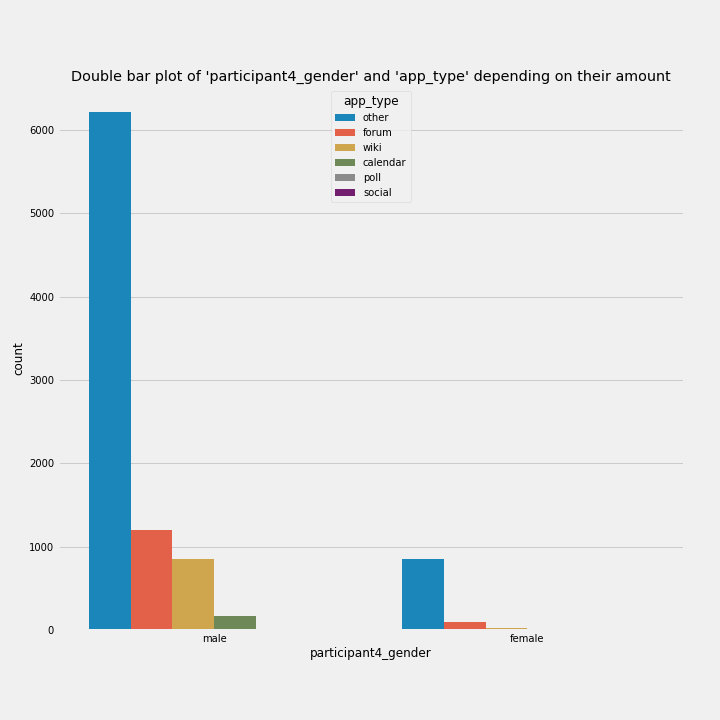 Double bar plot of 'participant4_gender' and 'app_type' depending on their amount
app_type
other
forum
wiki
calendar
poll
social
6000
5000
4000
3000
2000
1000
0
count
male
female
participant4_gender